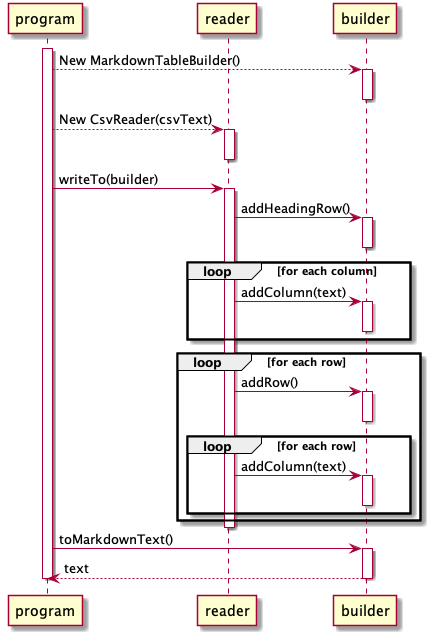 program reader builder
New MarkdownTableBuilder()
New CsvReader(csvText)
writeTo(builder)
addHeadingRow()
loop [for each column]
addColumn(text)
loop [for each row]
addRow()
loop [for each row]
addColumn(text)
toMarkdownText()
text
program reader builder